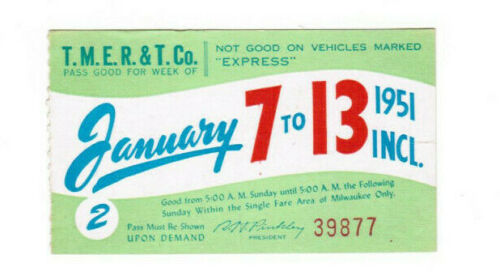 T.M.E.R.&T.Co.
PASS GOOD FOR WEEK OF
NOT GOOD ON VEHICLES MARKED
"EXPRESS"
January 7 TO 13 1951 INCL.
2
Good from 5:00 A.M. Sunday until 5:00 A.M. the Following
Sunday Within the Single Fare Area of Milwaukee Only.
Pass Must Be Shown
UPON DEMAND
PRESIDENT
39877